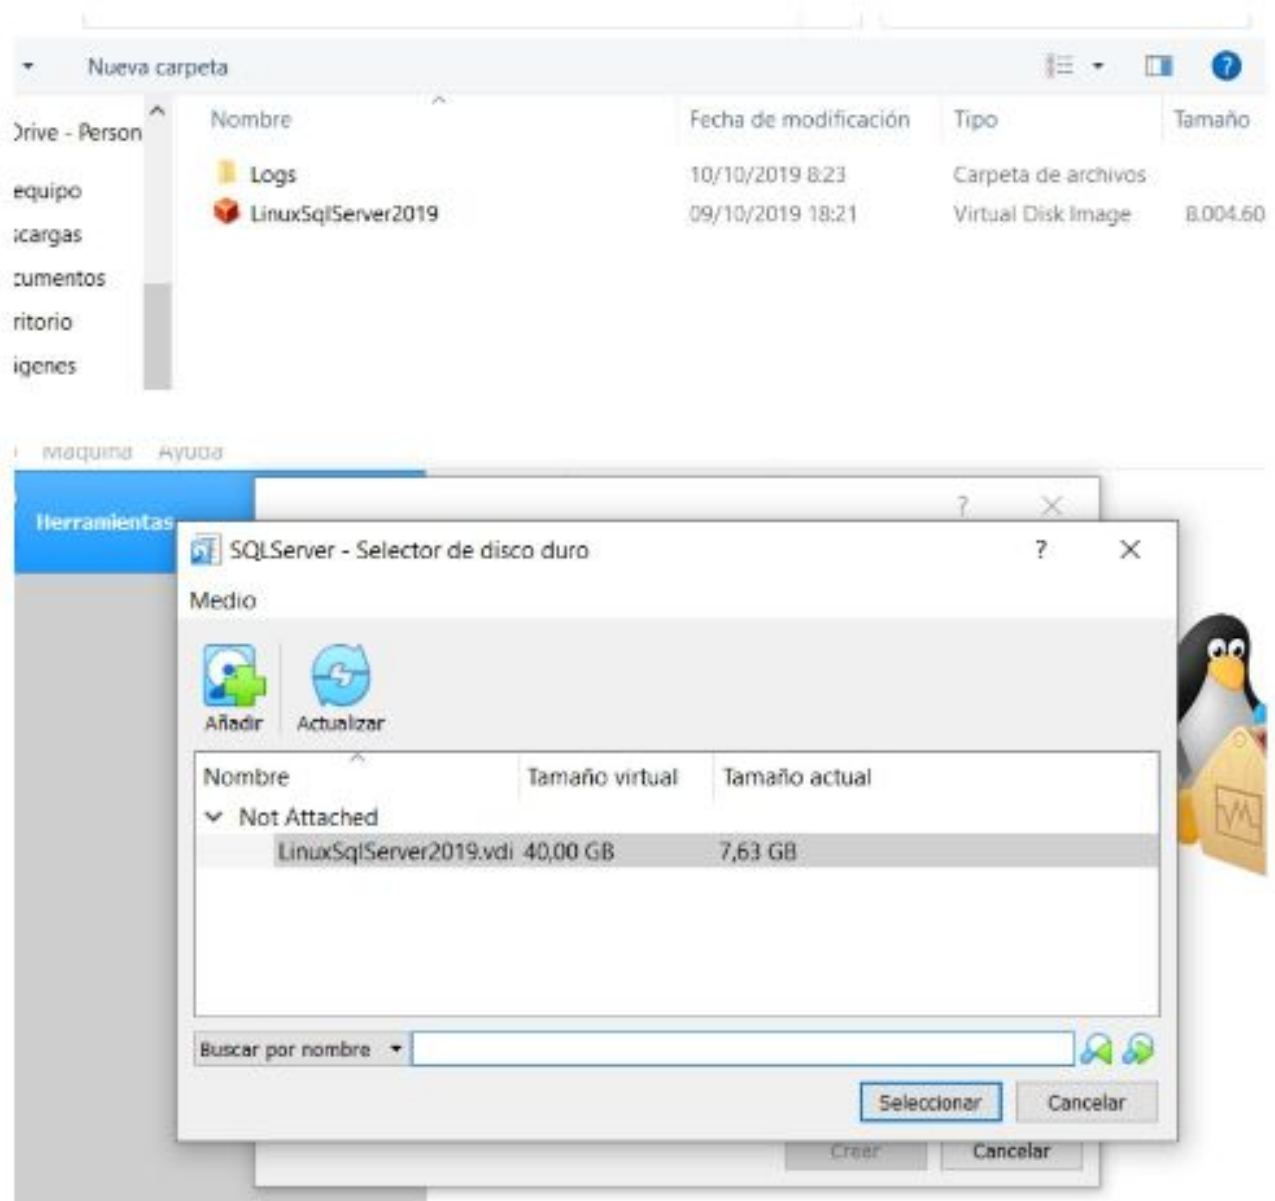 Nueva carpeta
Nombre Fecha de modificación Tipo Tamaño
Drive - Person
equipo
Logs 10/10/2019 8:23 Carpeta de archivos
LinuxSqlServer2019 09/10/2019 18:21 Virtual Disk Image 8.004.60
scargas
cumentos
ritorio
ágenes
Máquina Ayuda
Herramientas
SQLServer - Selector de disco duro
Medio
Añadir Actualizar
Nombre Tamaño virtual Tamaño actual
Not Attached
LinuxSqlServer2019.vdi 40,00 GB 7,63 GB
Buscar por nombre
Seleccionar Cancelar
Crear Cancelar